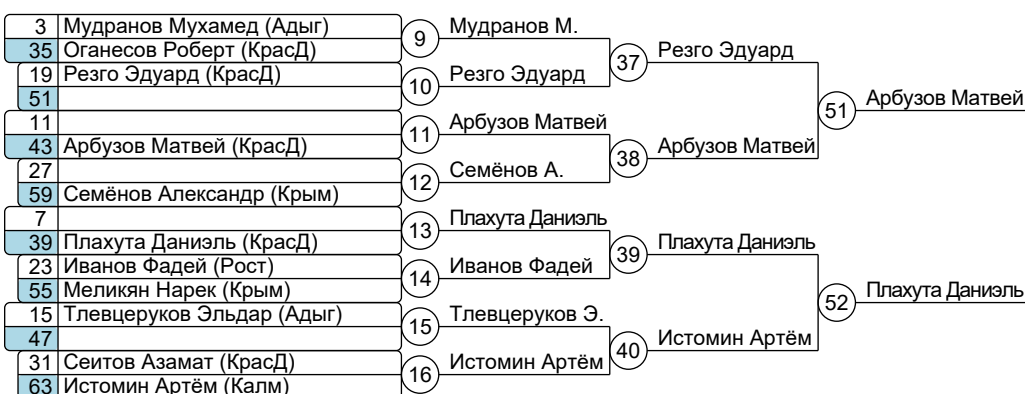 3 Мудранов Мухамед (Адыг)
35 Оганесов Роберт (КрасД)
19 Резго Эдуард (КрасД)
51
11
43 Арбузов Матвей (КрасД)
27
59 Семёнов Александр (Крым)
7
39 Плахута Даниэль (КрасД)
23 Иванов Фадей (Рост)
55 Меликян Нарек (Крым)
15 Тлевцеруков Эльдар (Адыг)
47
31 Сеитов Азамат (КрасД)
63 Истомин Артём (Калм)
9 Мудранов М.
10 Резго Эдуард
11 Арбузов Матвей
12 Семёнов А.
13 Плахута Даниэль
14 Иванов Фадей
15 Тлевцеруков Э.
16 Истомин Артём
37 Резго Эдуард
38 Арбузов Матвей
39 Плахута Даниэль
40 Истомин Артём
51 Арбузов Матвей
52 Плахута Даниэль